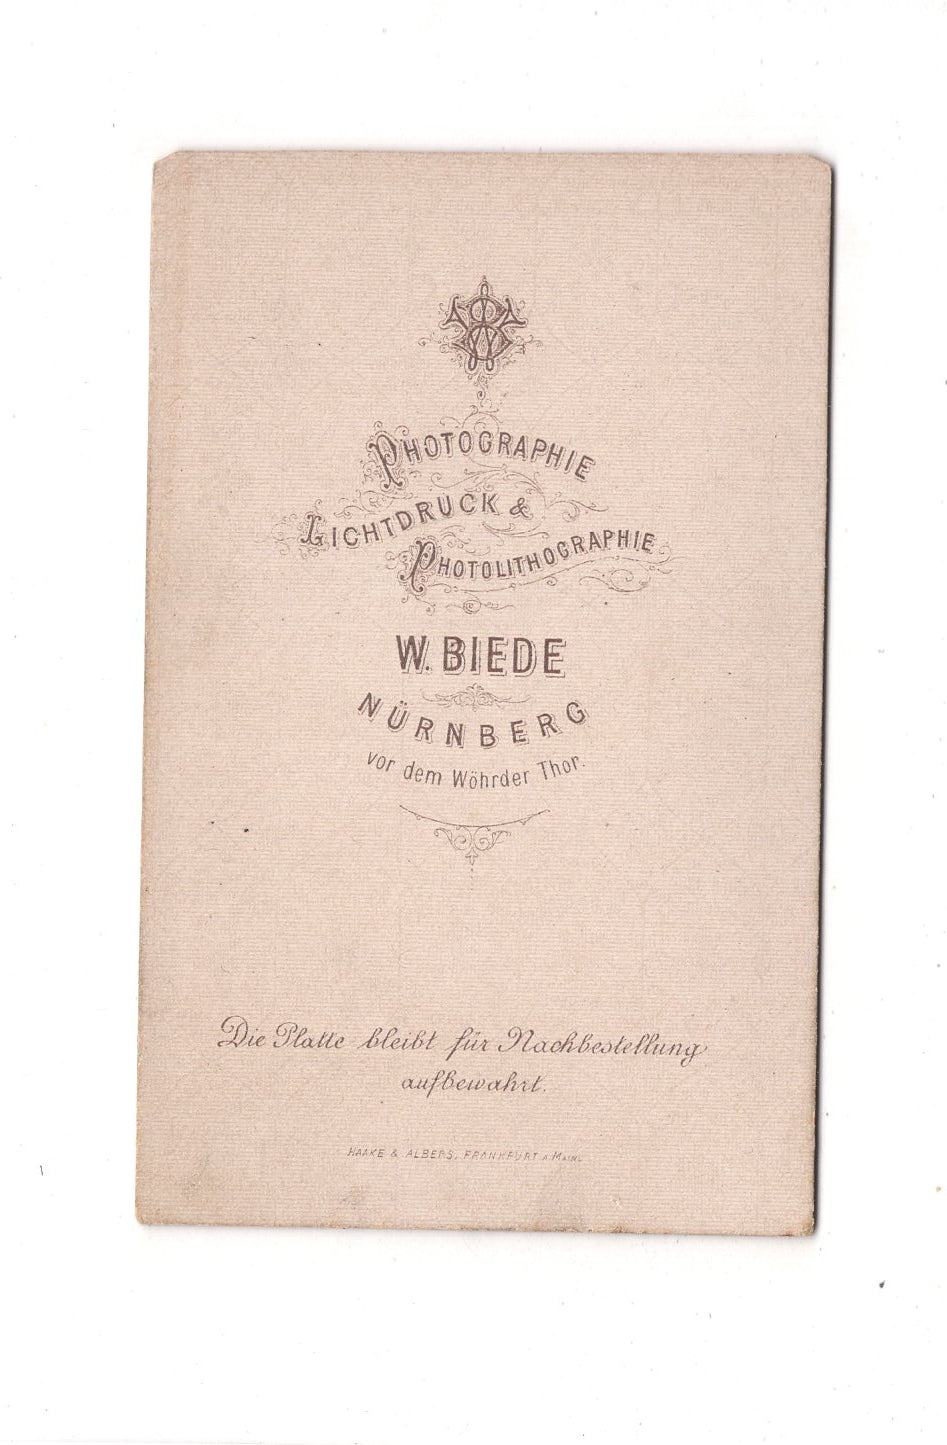 WB
PHOTOGRAPHIE
LICHTDRUCK &
PHOTOLITHOGRAPHIE
W. BIEDE
NÜRNBERG
vor dem Wöhrder Thor.
Die Platte bleibt für Nachbestellung
aufbewahrt.
HAAKE & ALBERS, FRANKFURT A MAIN.